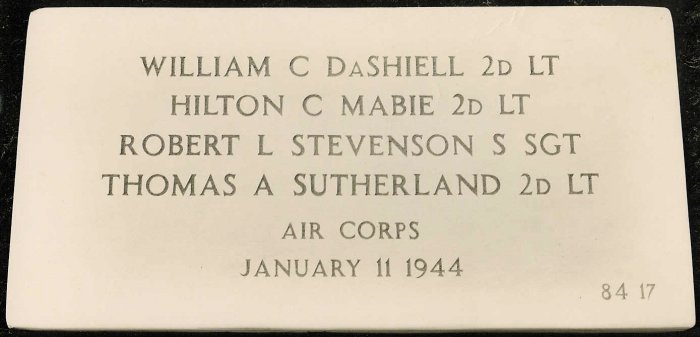 WILLIAM C DASHIELL 2D LT
HILTON C MABIE 2D LT
ROBERT L STEVENSON S SGT
THOMAS A SUTHERLAND 2D LT
AIR CORPS
JANUARY 11 1944
84 17